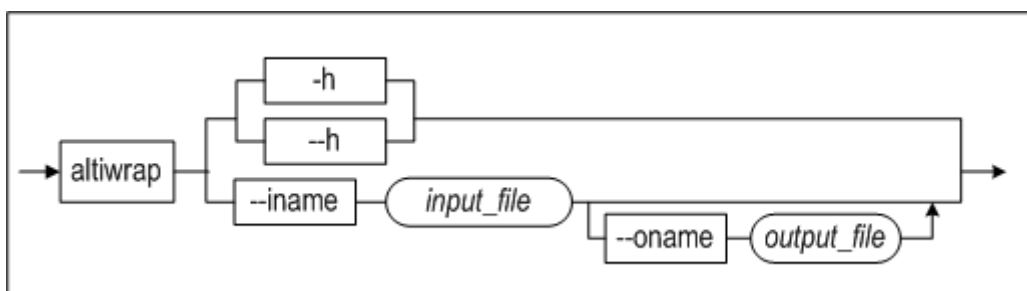 -h
--h
altiwrap
--iname input_file
--oname output_file